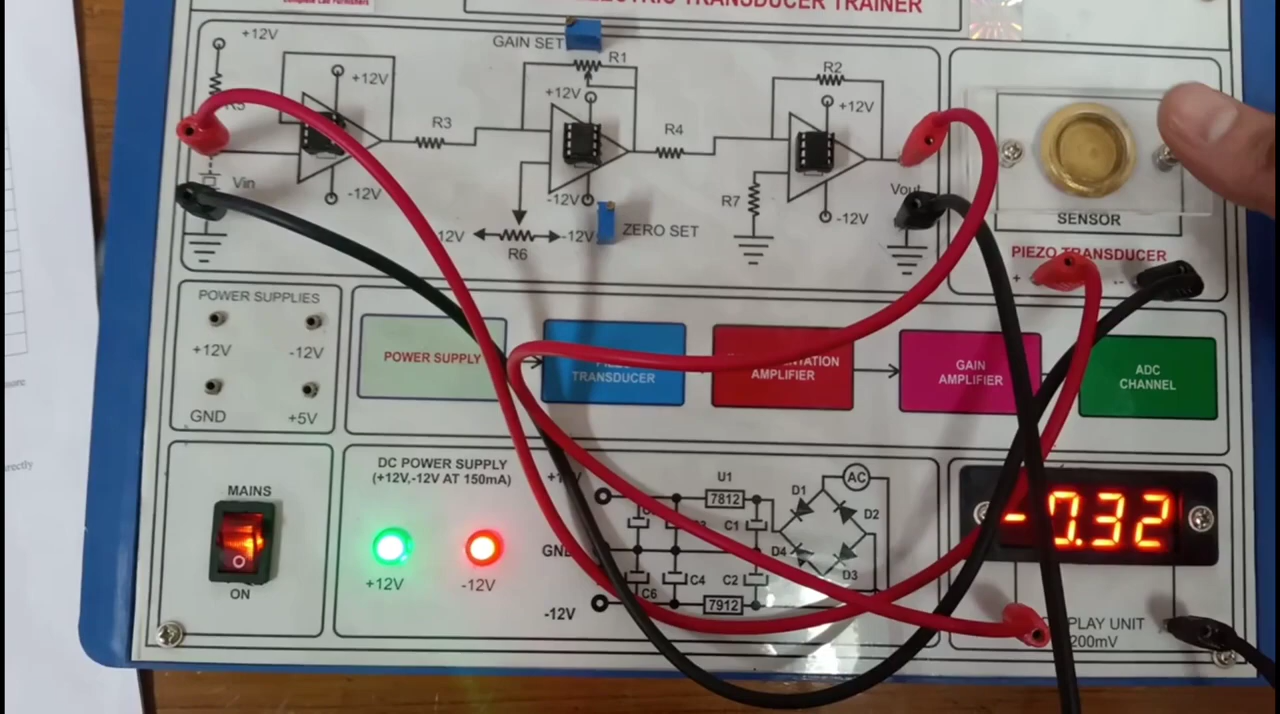 ELECTRIC TRANSDUCER TRAINER
+12V
GAIN SET
R1
R2
+12V
+12V
+12V
R3
R4
Vin
-12V
-12V
-12V
R7
Vout
12V
-12V
R6
ZERO SET
SENSOR
PIEZO TRANSDUCER
+
--
POWER SUPPLIES
+12V
-12V
GND
+5V
POWER SUPPLY
TRANSDUCER
AMPLIFIER
GAIN
AMPLIFIER
ADC
CHANNEL
MAINS
ON
DC POWER SUPPLY
(+12V,-12V AT 150mA)
+12V
-12V
U1
7812
AC
D1
D2
C1
D4
D3
C6
C4
C2
-12V
7912
-0.32
UNIT
200mV